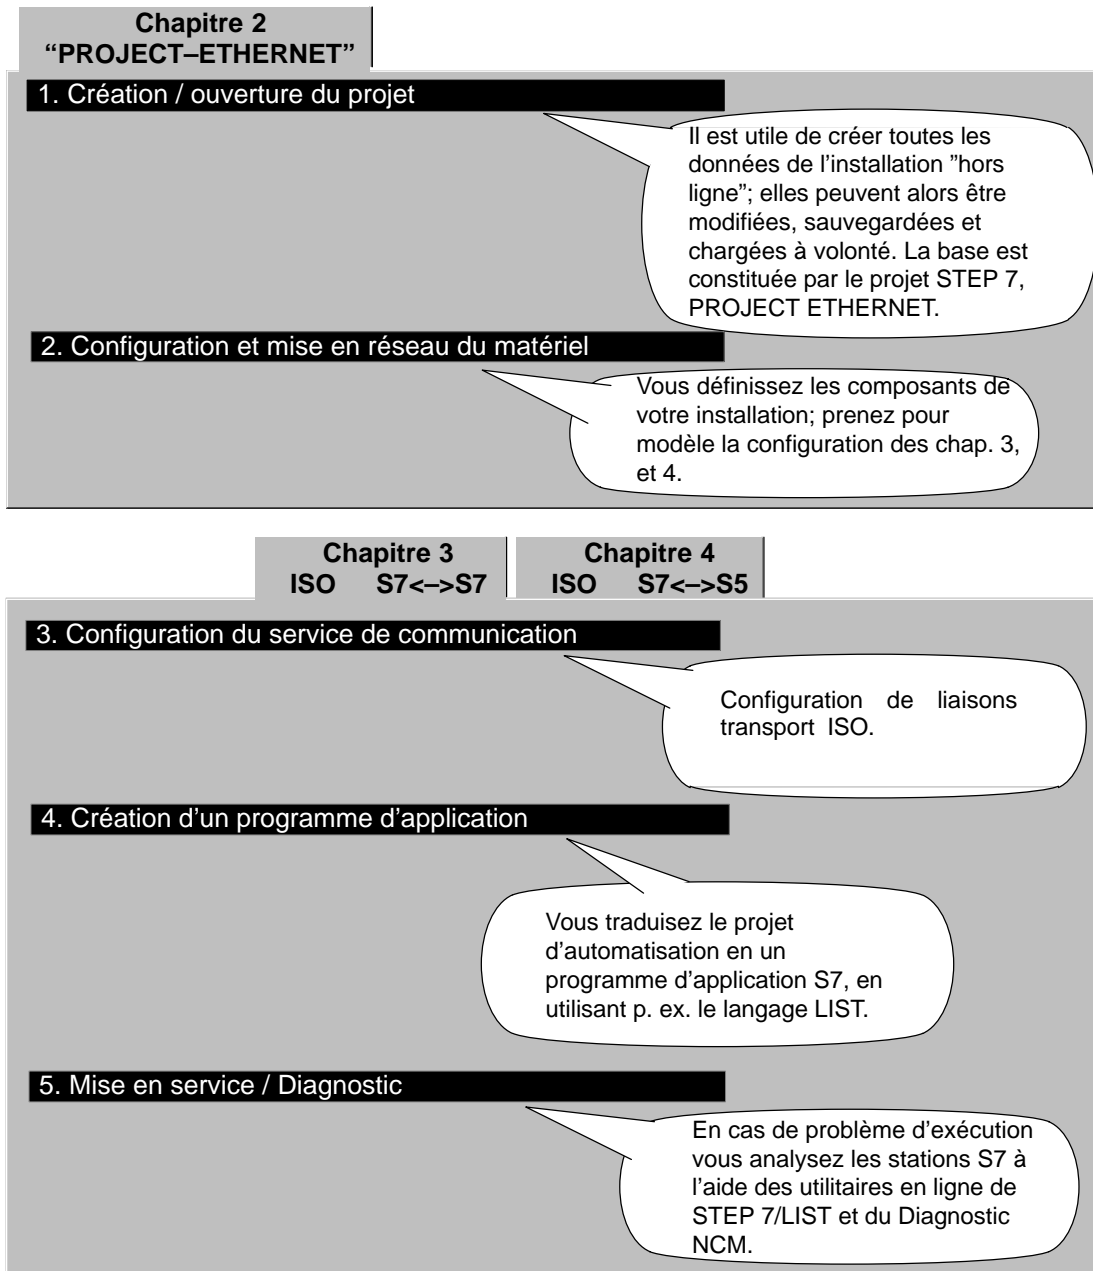 Chapitre 2
“PROJECT–ETHERNET”
1. Création / ouverture du projet
Il est utile de créer toutes les
données de l’installation ”hors
ligne”; elles peuvent alors être
modifiées, sauvegardées et
chargées à volonté. La base est
constituée par le projet STEP 7,
PROJECT ETHERNET.
2. Configuration et mise en réseau du matériel
Vous définissez les composants de
votre installation; prenez pour
modèle la configuration des chap. 3,
et 4.
Chapitre 3
ISO S7<–>S7
Chapitre 4
ISO S7<–>S5
3. Configuration du service de communication
Configuration de liaisons
transport ISO.
4. Création d’un programme d’application
Vous traduisez le projet
d’automatisation en un
programme d’application S7, en
utilisant p. ex. le langage LIST.
5. Mise en service / Diagnostic
En cas de problème d’exécution
vous analysez les stations S7 à
l’aide des utilitaires en ligne de
STEP 7/LIST et du Diagnostic
NCM.